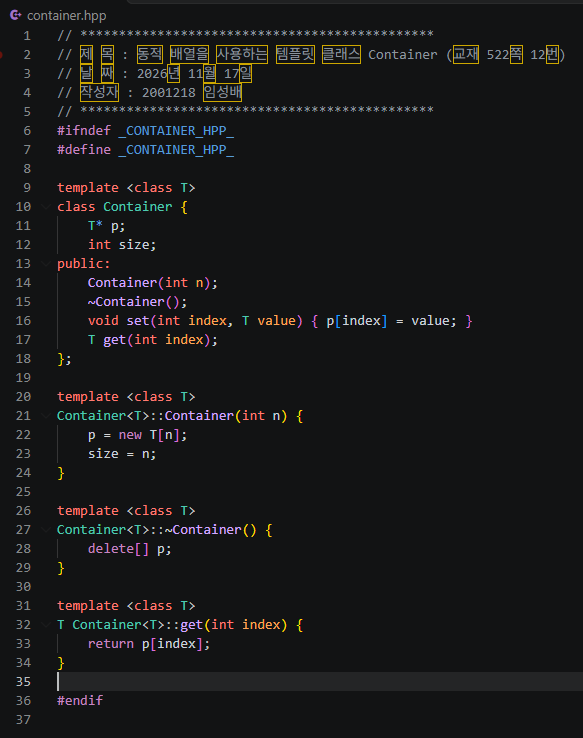 container.hpp
1 // **********************************************
2 // 제 목 : 동적 배열을 사용하는 템플릿 클래스 Container (교재 522쪽 12번)
3 // 날 짜 : 2026년 11월 17일
4 // 작성자 : 2001218 임성배
5 // **********************************************
6 #ifndef _CONTAINER_HPP_
7 #define _CONTAINER_HPP_
8
9 template <class T>
10 class Container {
11     T* p;
12     int size;
13 public:
14     Container(int n);
15     ~Container();
16     void set(int index, T value) { p[index] = value; }
17     T get(int index);
18 };
19
20 template <class T>
21 Container<T>::Container(int n) {
22     p = new T[n];
23     size = n;
24 }
25
26 template <class T>
27 Container<T>::~Container() {
28     delete[] p;
29 }
30
31 template <class T>
32 T Container<T>::get(int index) {
33     return p[index];
34 }
35
36 #endif
37